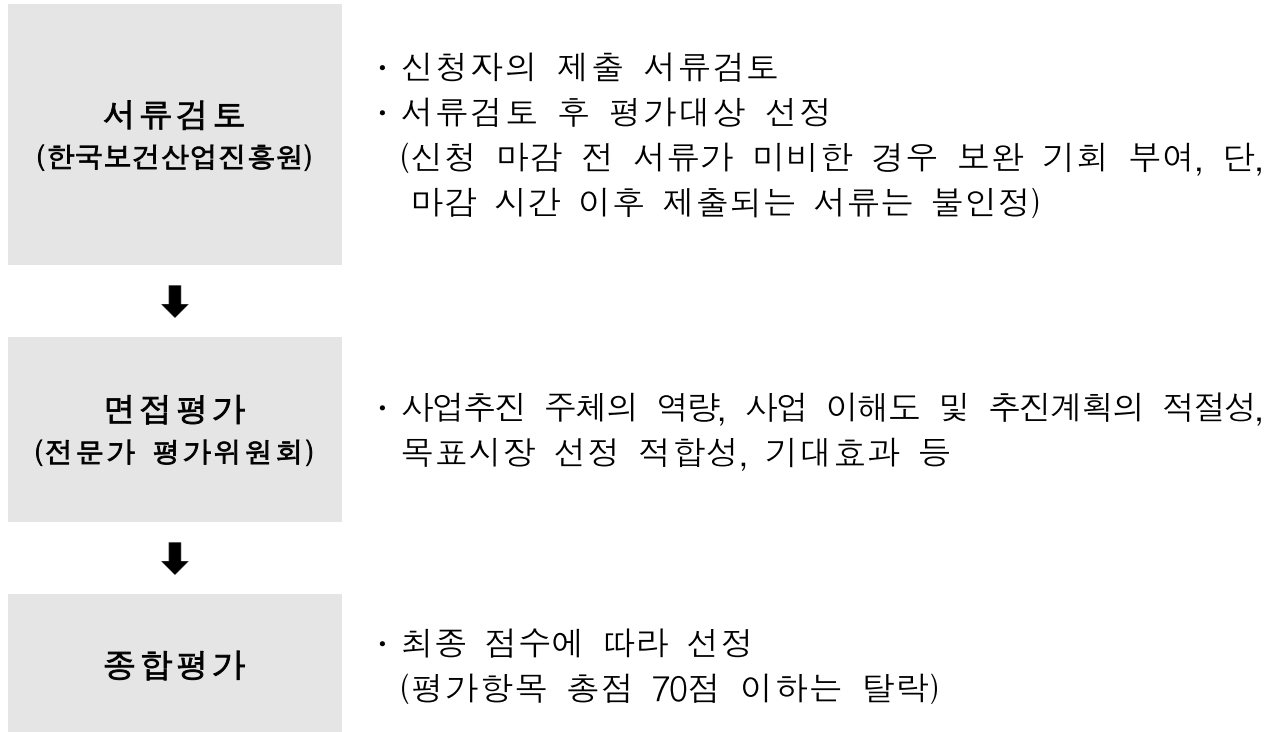 서류검토
(한국보건산업진흥원)
· 신청자의 제출 서류검토
· 서류검토 후 평가대상 선정
(신청 마감 전 서류가 미비한 경우 보완 기회 부여, 단,
마감 시간 이후 제출되는 서류는 불인정)
면접평가
(전문가 평가위원회)
· 사업추진 주체의 역량, 사업 이해도 및 추진계획의 적절성,
목표시장 선정 적합성, 기대효과 등
종합평가
· 최종 점수에 따라 선정
(평가항목 총점 70점 이하는 탈락)